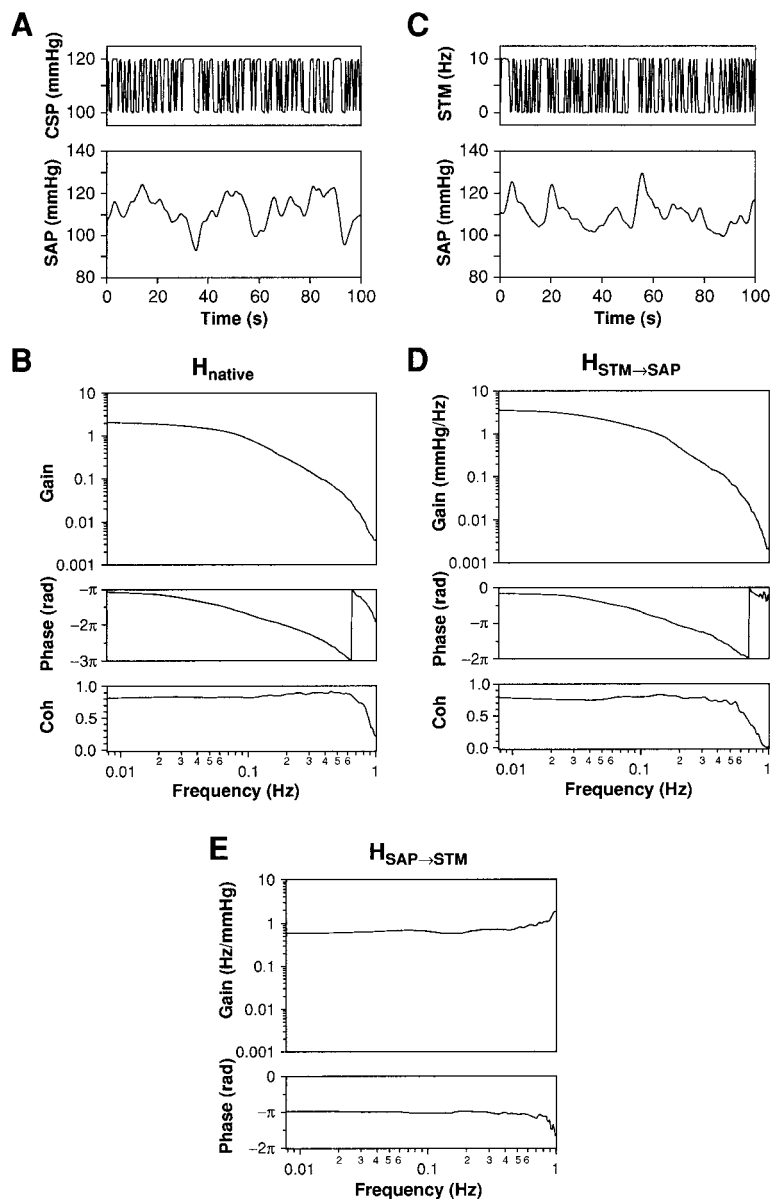 A
CSP (mmHg)
120
100
SAP (mmHg)
140
120
100
80
0 20 40 60 80 100
Time (s)
C
STM (Hz)
10
0
SAP (mmHg)
140
120
100
80
0 20 40 60 80 100
Time (s)
B
Hnative
Gain
10
1
0.1
0.01
0.001
Phase (rad)
−π
−2π
−3π
Coh
1.0
0.5
0.0
0.01 2 3 4 5 6 0.1 2 3 4 5 6 1
Frequency (Hz)
D
HSTM→SAP
Gain (mmHg/Hz)
10
1
0.1
0.01
0.001
Phase (rad)
0
−π
−2π
Coh
1.0
0.5
0.0
0.01 2 3 4 5 6 0.1 2 3 4 5 6 1
Frequency (Hz)
E
HSAP→STM
Gain (Hz/mmHg)
10
1
0.1
0.01
0.001
Phase (rad)
0
−π
−2π
0.01 2 3 4 5 6 0.1 2 3 4 5 6 1
Frequency (Hz)